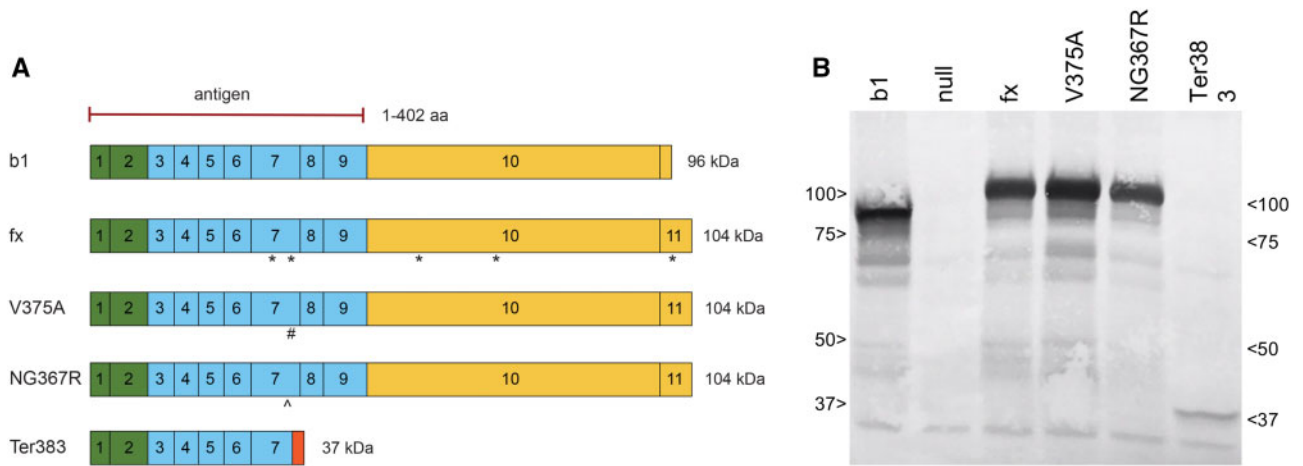 A
antigen
1-402 aa
b1 1 2 3 4 5 6 7 8 9 10 96 kDa
fx 1 2 3 4 5 6 7 8 9 10 11 104 kDa
* * * * *
V375A 1 2 3 4 5 6 7 8 9 10 11 104 kDa
#
NG367R 1 2 3 4 5 6 7 8 9 10 11 104 kDa
^
Ter383 1 2 3 4 5 6 7 37 kDa
B
b1
null
fx
V375A
NG367R
Ter38
3
100>
75>
50>
37>
<100
<75
<50
<37